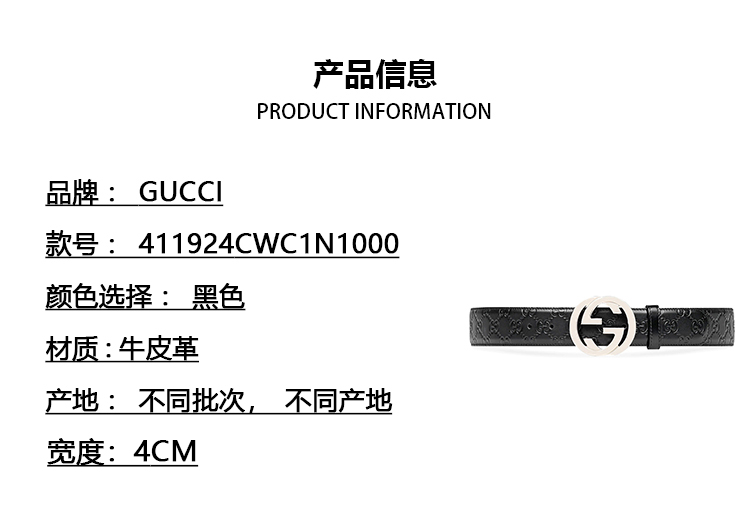 产品信息
PRODUCT INFORMATION
品牌： GUCCI
款号： 411924CWC1N1000
颜色选择： 黑色
材质：牛皮革
产地： 不同批次， 不同产地
宽度：4CM